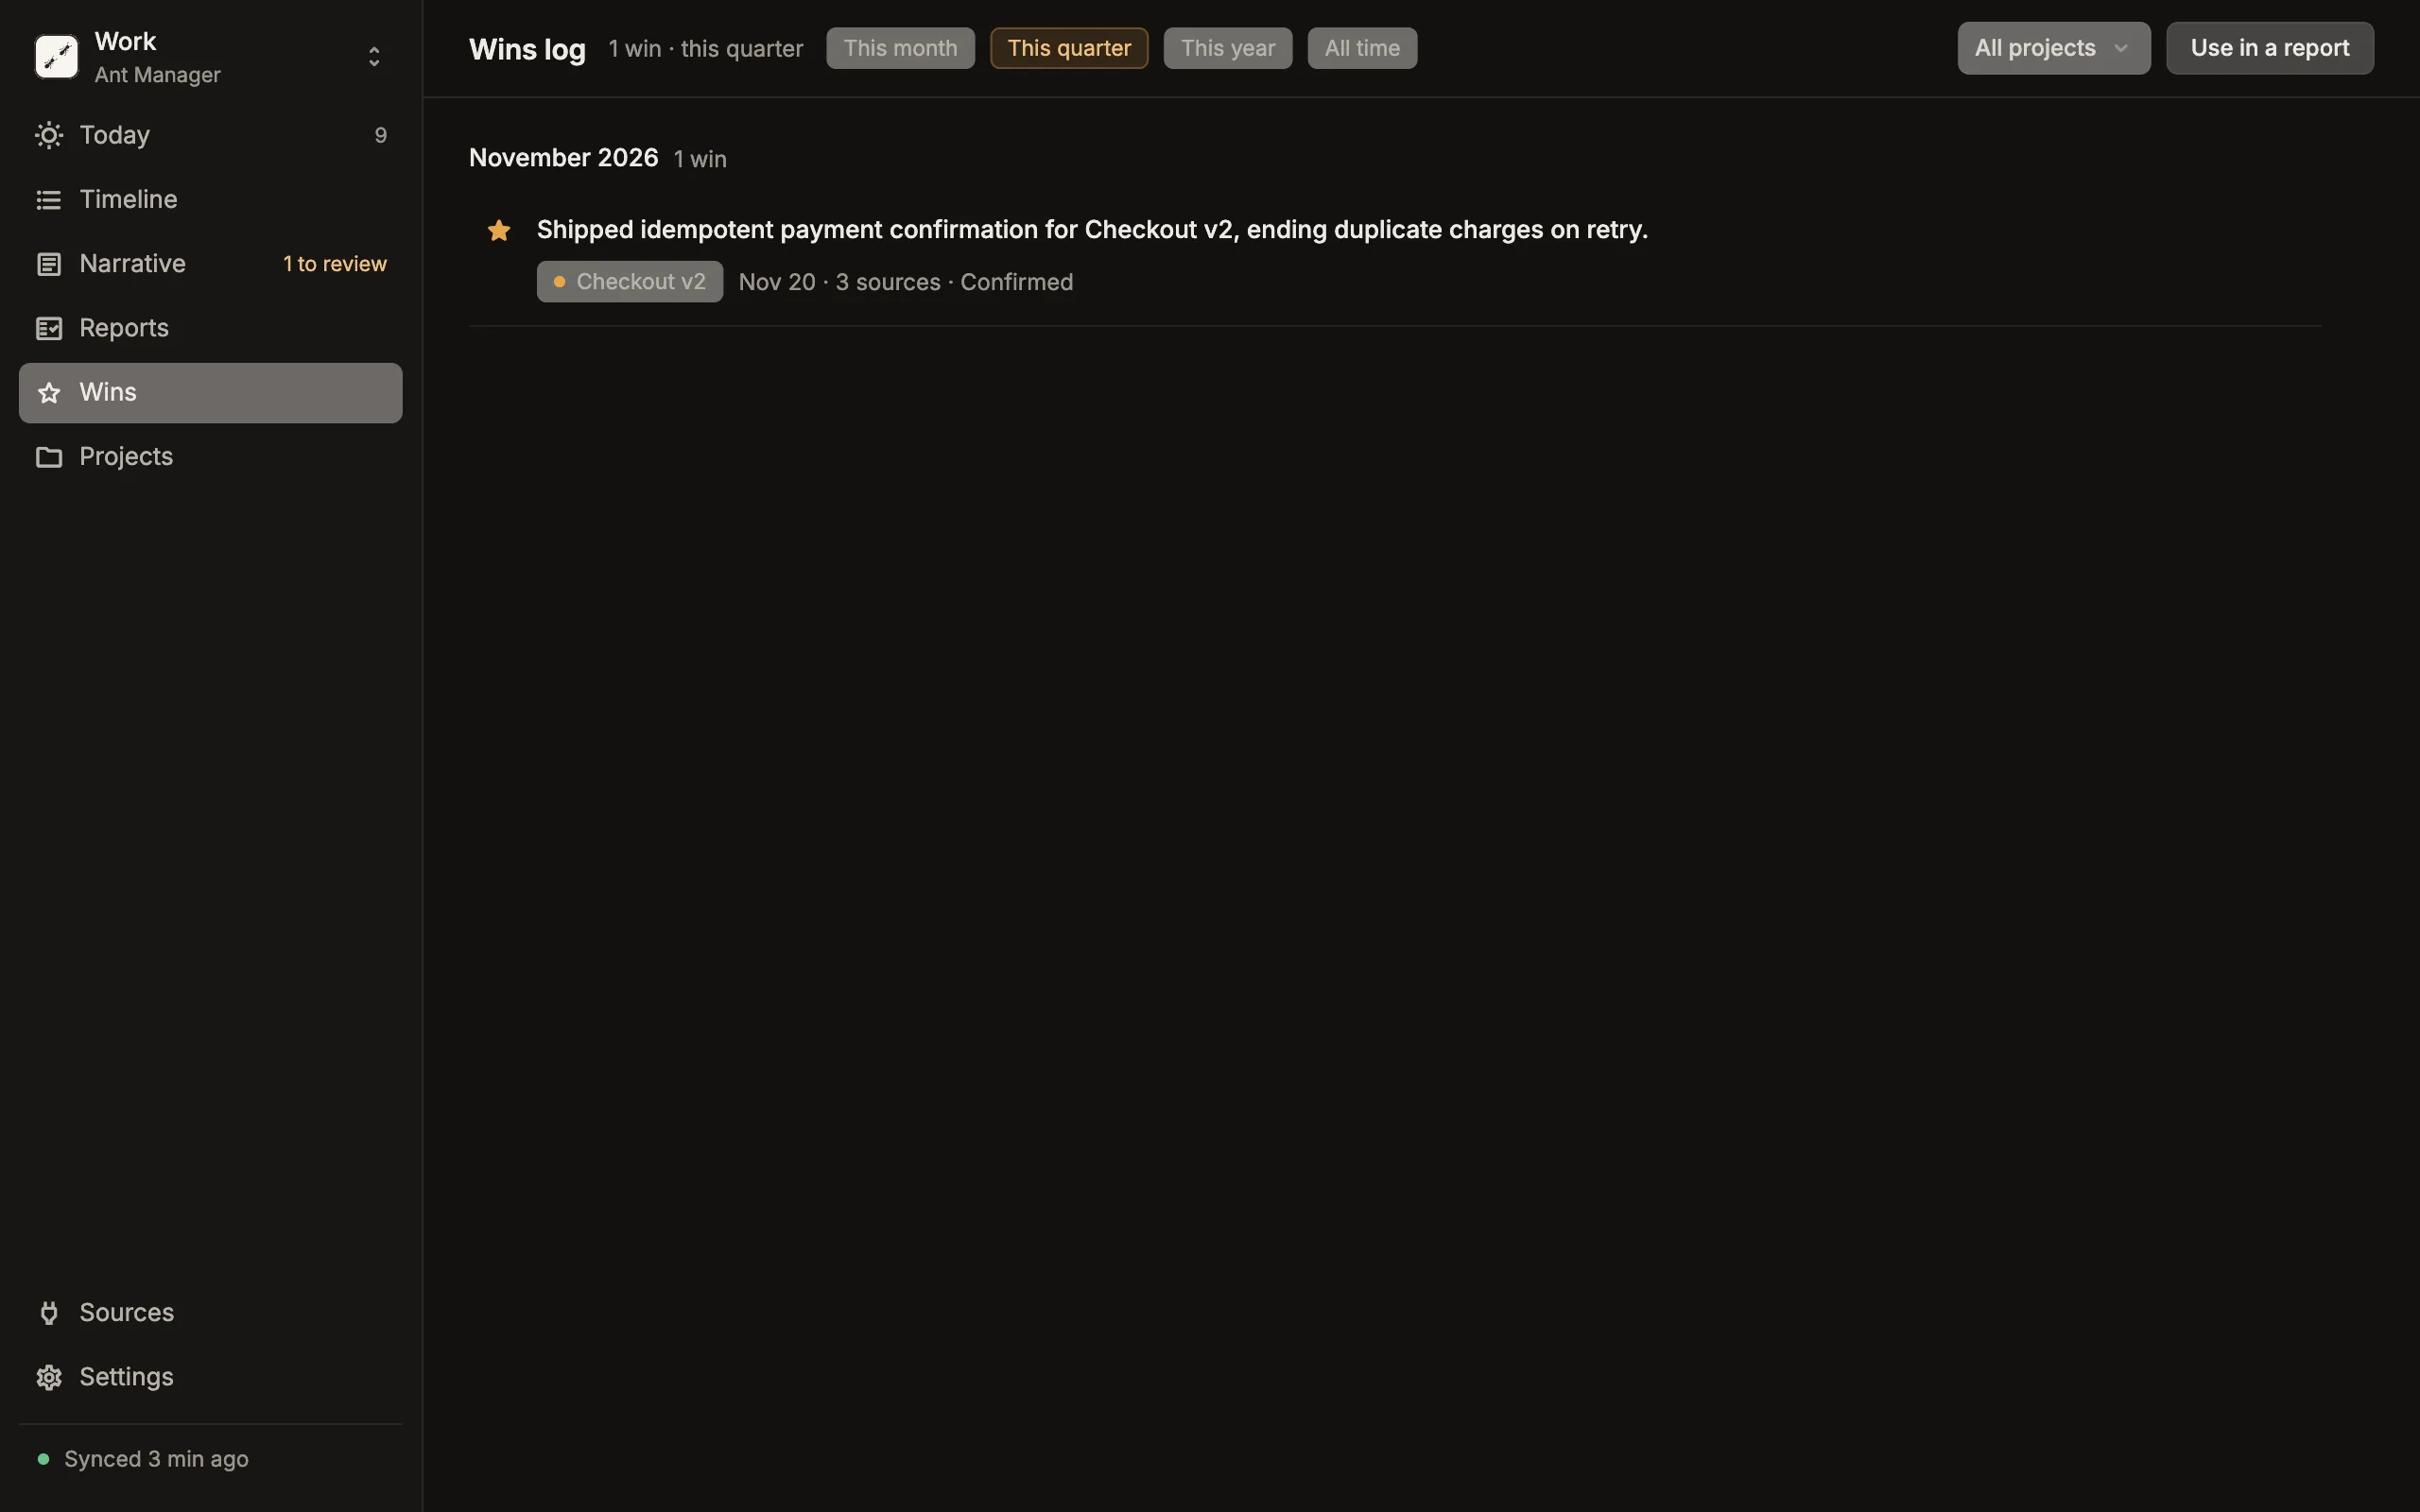 Work
Ant Manager
Today 9
Timeline
Narrative 1 to review
Reports
Wins
Projects
Sources
Settings
Synced 3 min ago
Wins log 1 win · this quarter This month This quarter This year All time All projects Use in a report
November 2026 1 win
Shipped idempotent payment confirmation for Checkout v2, ending duplicate charges on retry.
Checkout v2 Nov 20 · 3 sources · Confirmed